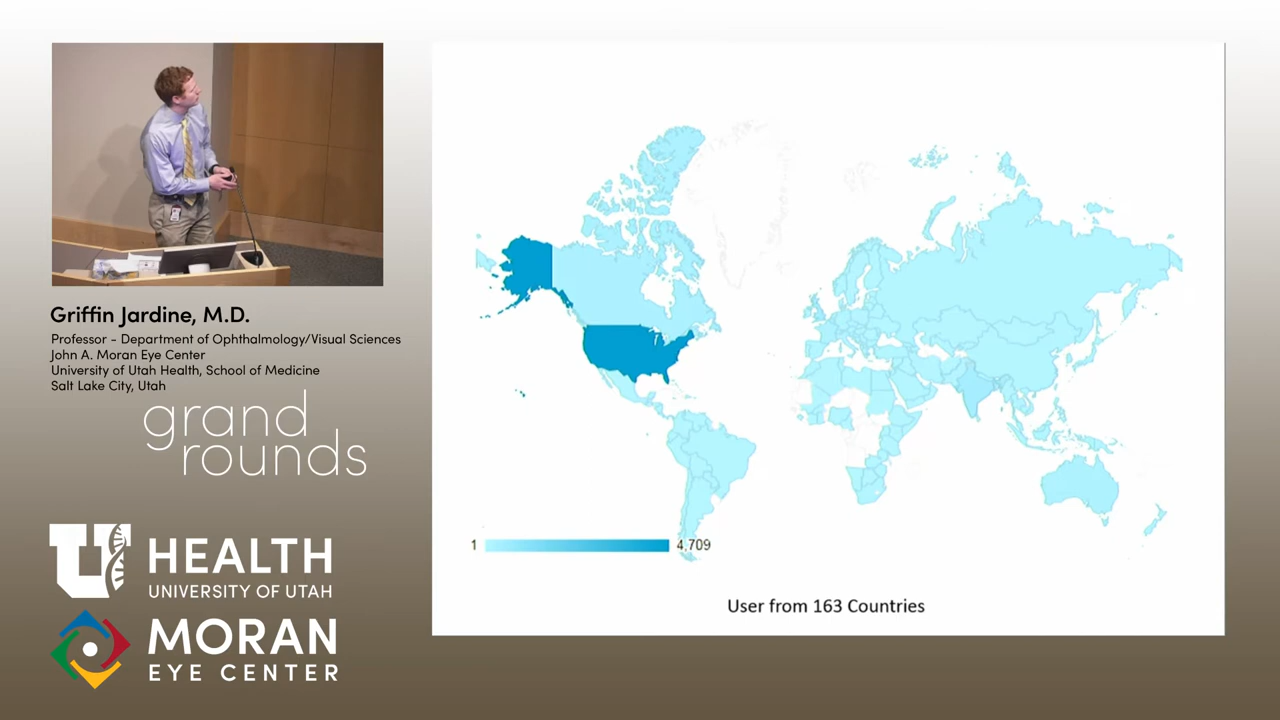 Griffin Jardine, M.D.
Professor - Department of Ophthalmology/Visual Sciences
John A. Moran Eye Center
University of Utah Health, School of Medicine
Salt Lake City, Utah
grand
rounds
U HEALTH
UNIVERSITY OF UTAH
MORAN
EYE CENTER
1
4,709
User from 163 Countries